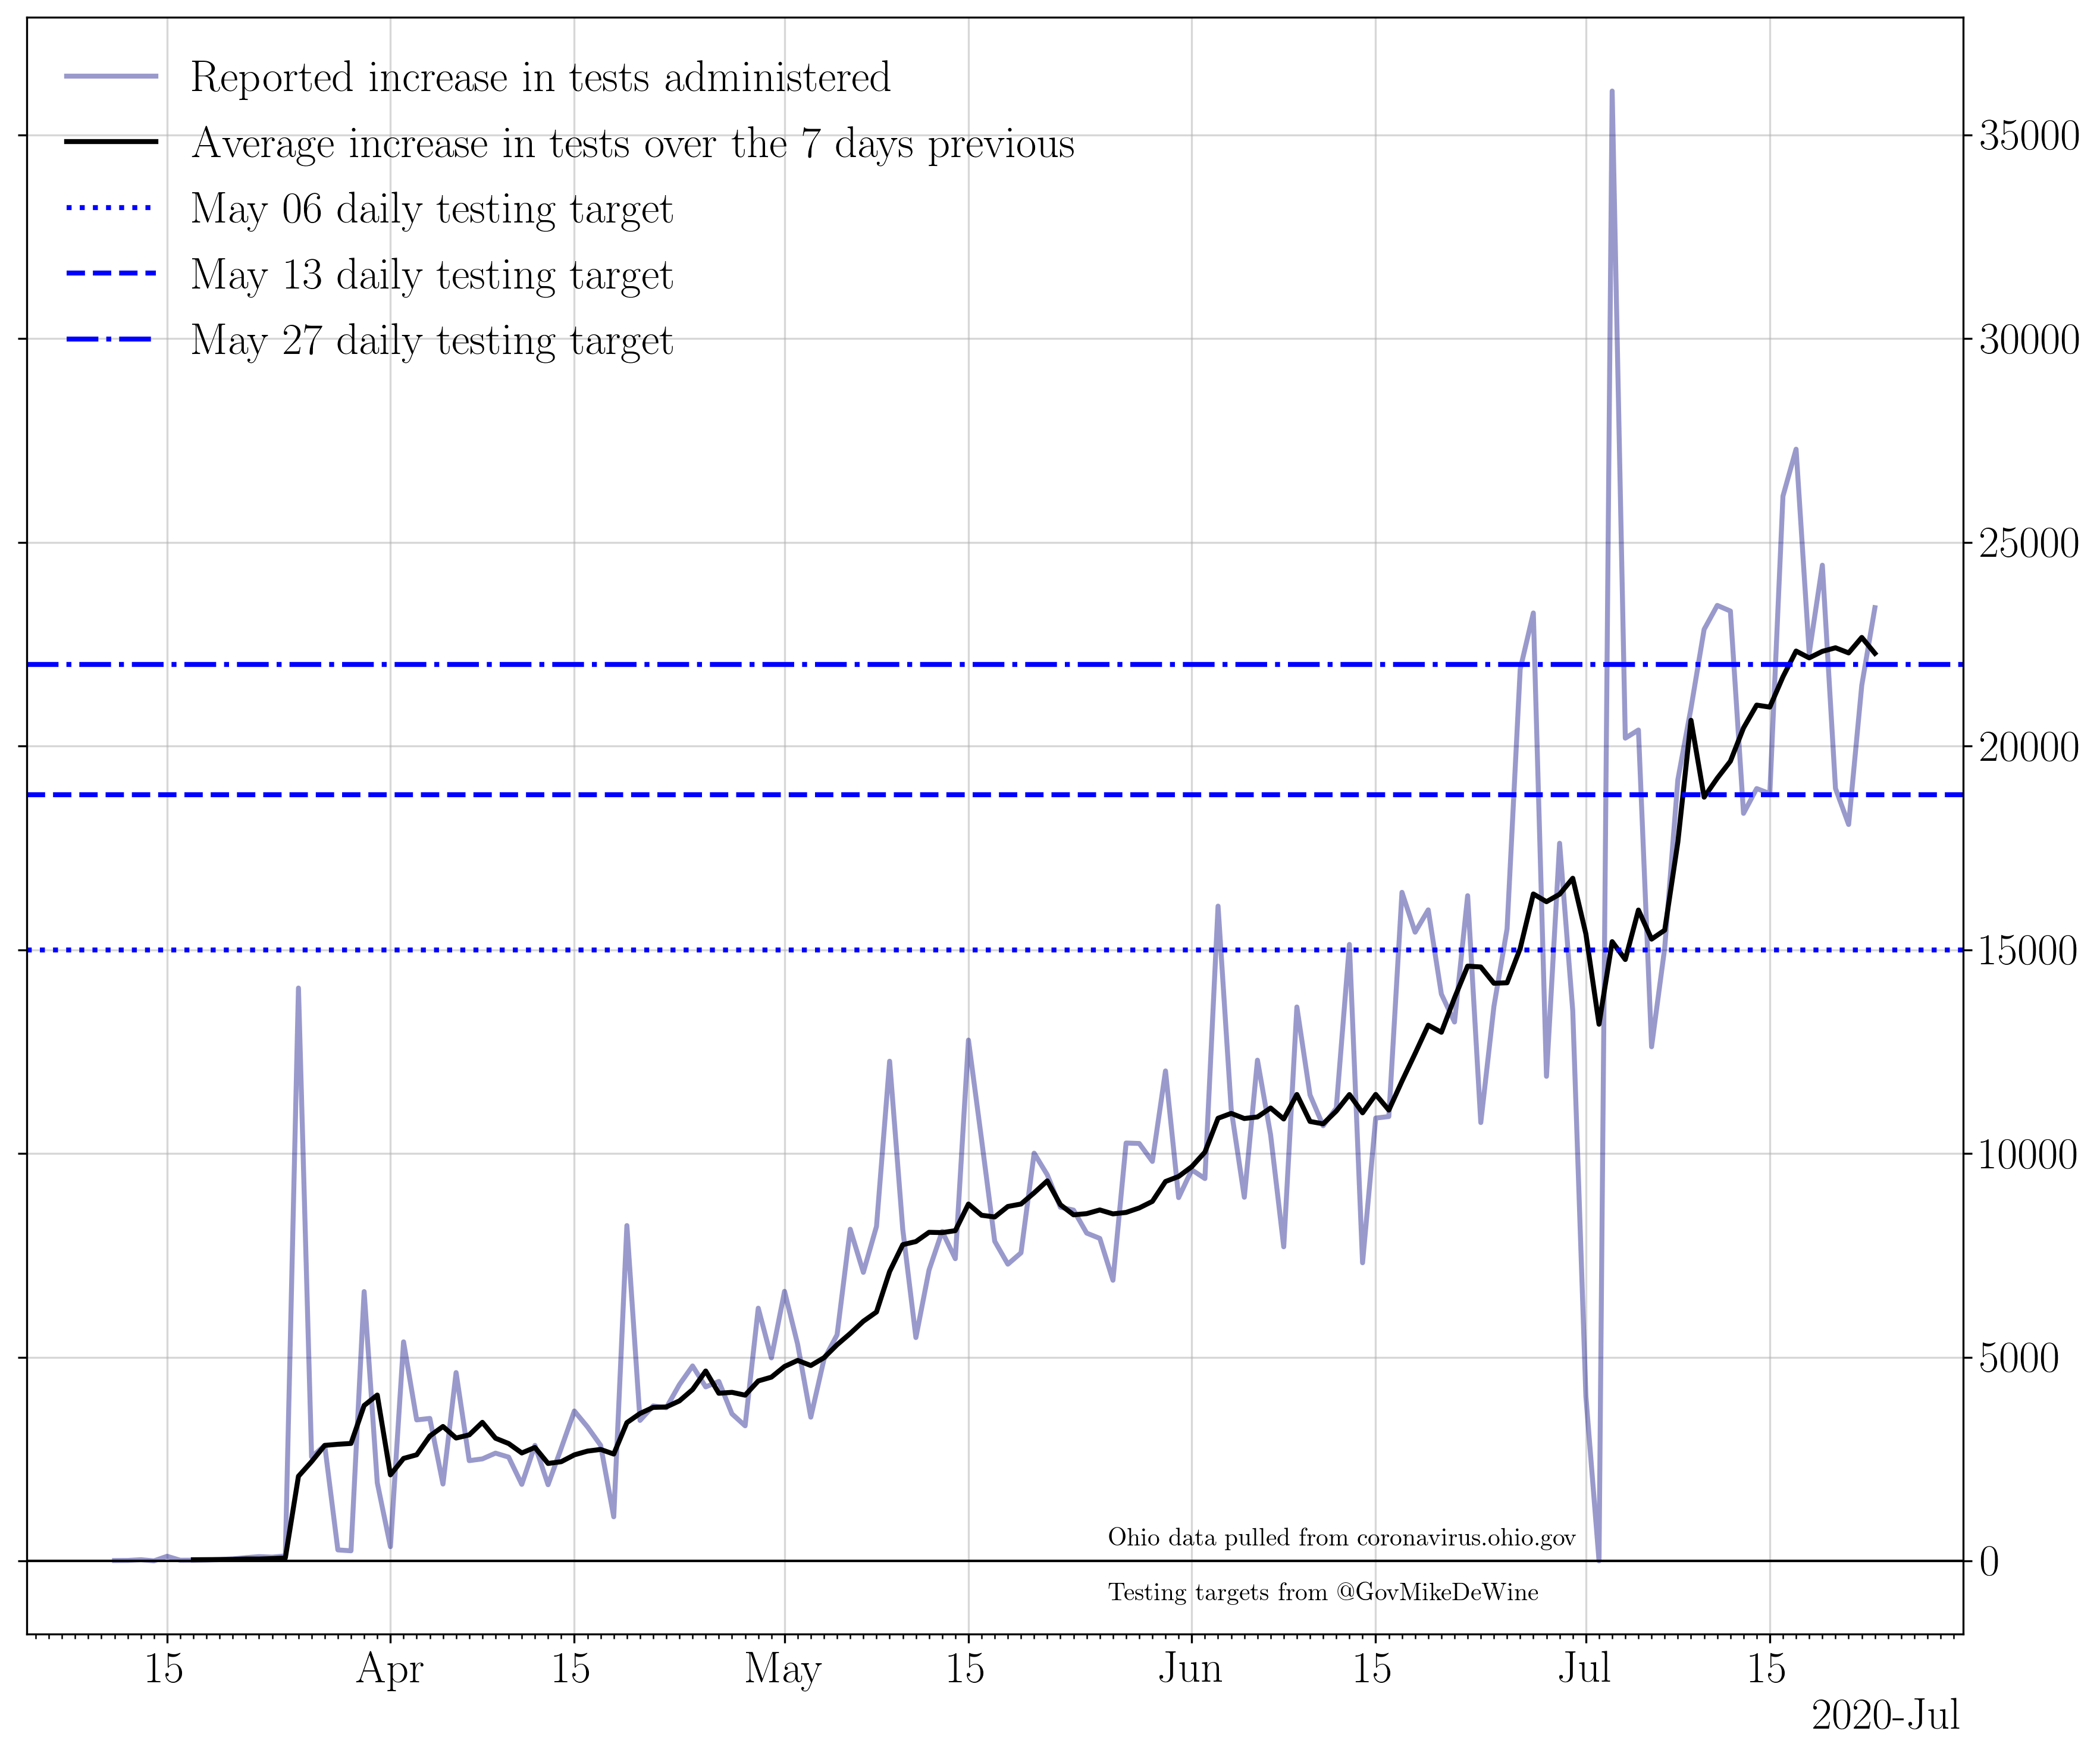 Reported increase in tests administered
Average increase in tests over the 7 days previous
May 06 daily testing target
May 13 daily testing target
May 27 daily testing target
35000
30000
25000
20000
15000
10000
5000
0
Ohio data pulled from coronavirus.ohio.gov
Testing targets from @GovMikeDeWine
15 Apr 15 May 15 Jun 15 Jul 15
2020-Jul